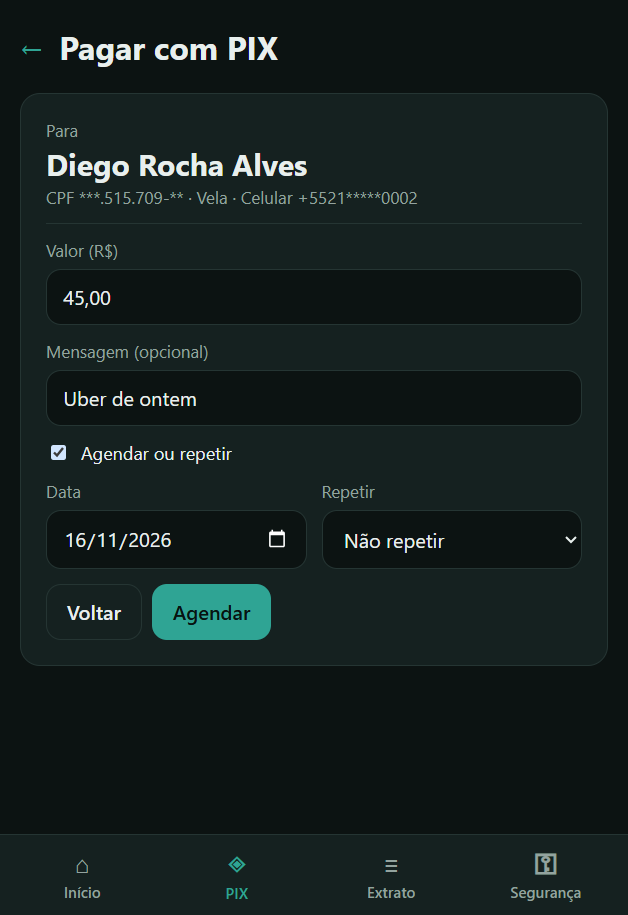 ← Pagar com PIX
Para
Diego Rocha Alves
CPF ***.515.709-** · Vela · Celular +5521*****0002
Valor (R$)
45,00
Mensagem (opcional)
Uber de ontem
Agendar ou repetir
Data Repetir
16/11/2026 Não repetir
Voltar Agendar
Início PIX Extrato Segurança